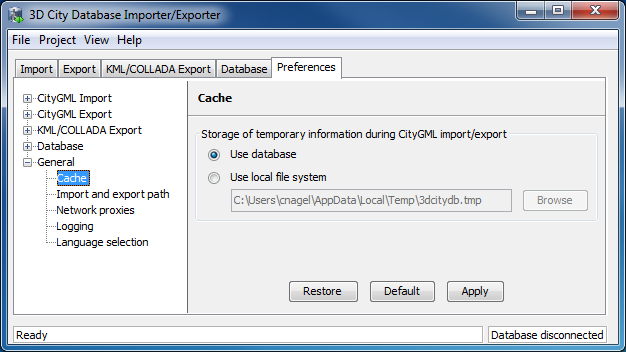 3D City Database Importer/Exporter
File Project View Help
Import Export KML/COLLADA Export Database Preferences
CityGML Import
CityGML Export
KML/COLLADA Export
Database
General
Cache
Import and export path
Network proxies
Logging
Language selection
Cache
Storage of temporary information during CityGML import/export
Use database
Use local file system
C:\Users\cnagel\AppData\Local\Temp\3dcitydb.tmp Browse
Restore Default Apply
Ready Database disconnected